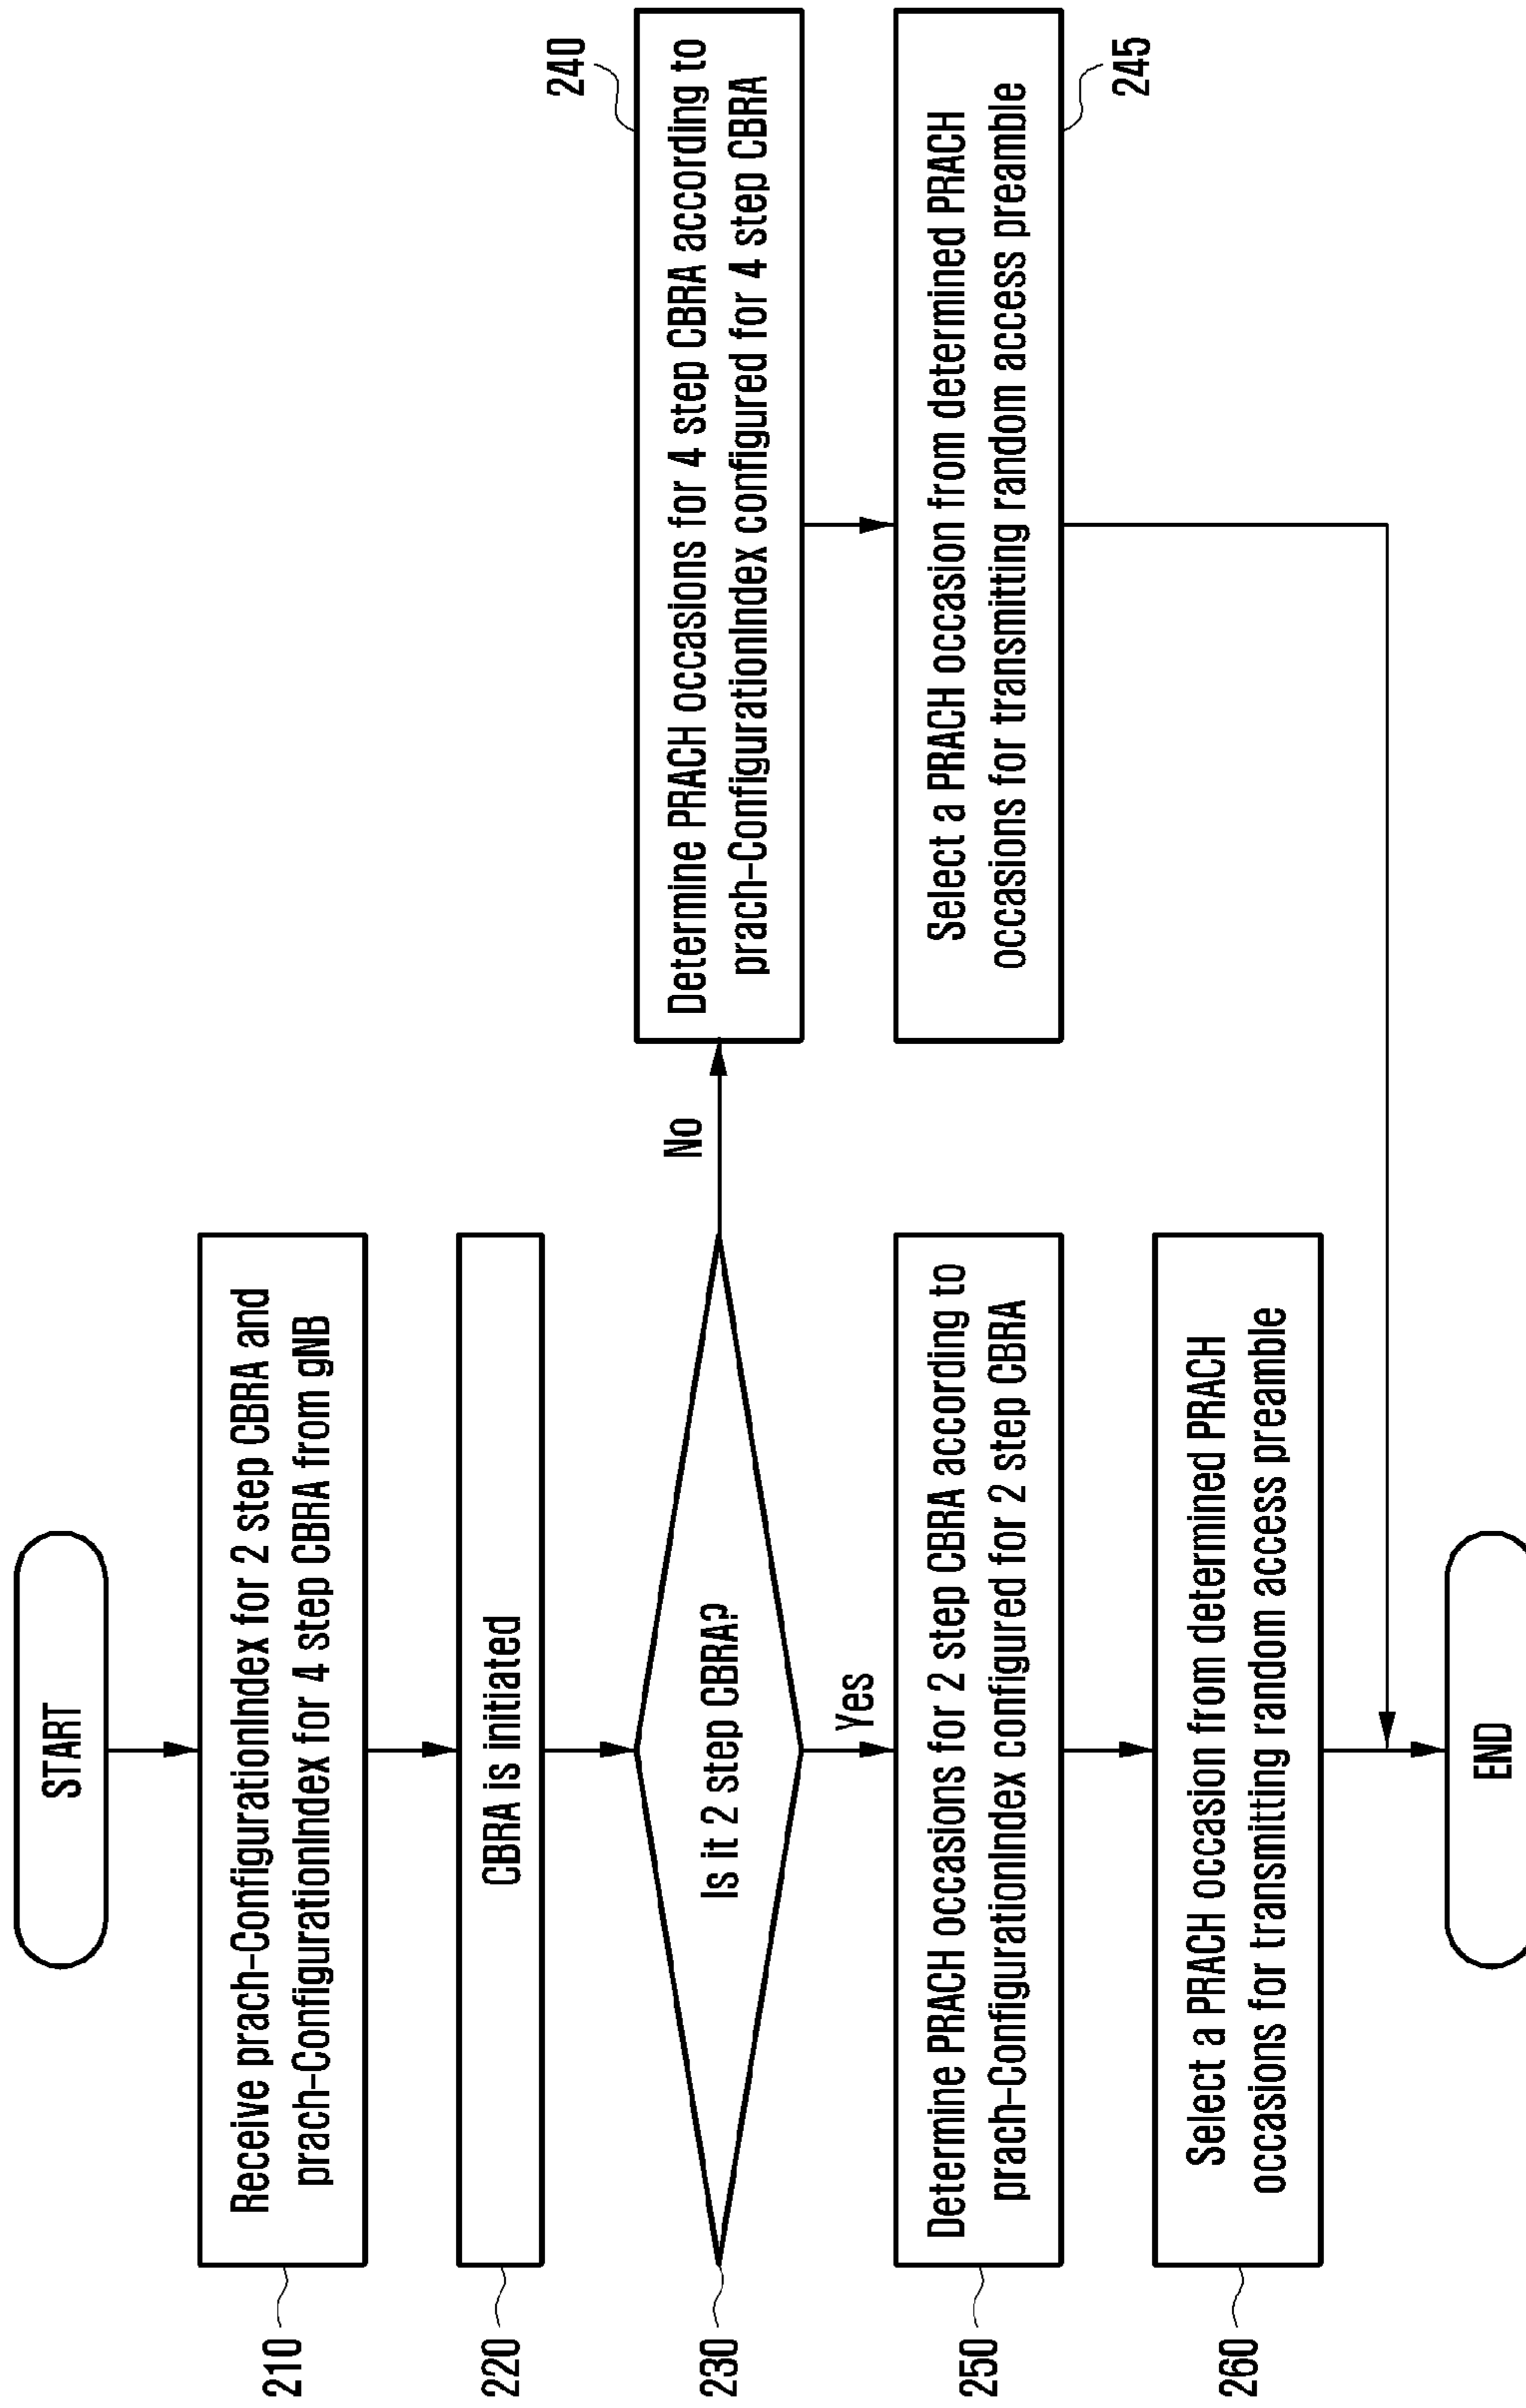 START
210
Receive prach-ConfigurationIndex for 2 step CBRA and
prach-ConfigurationIndex for 4 step CBRA from gNB
220
CBRA is initiated
230
Is it 2 step CBRA?
No
240
Determine PRACH occasions for 4 step CBRA according to
prach-ConfigurationIndex configured for 4 step CBRA
245
Select a PRACH occasion from determined PRACH
occasions for transmitting random access preamble
Yes
250
Determine PRACH occasions for 2 step CBRA according to
prach-ConfigurationIndex configured for 2 step CBRA
260
Select a PRACH occasion from determined PRACH
occasions for transmitting random access preamble
END